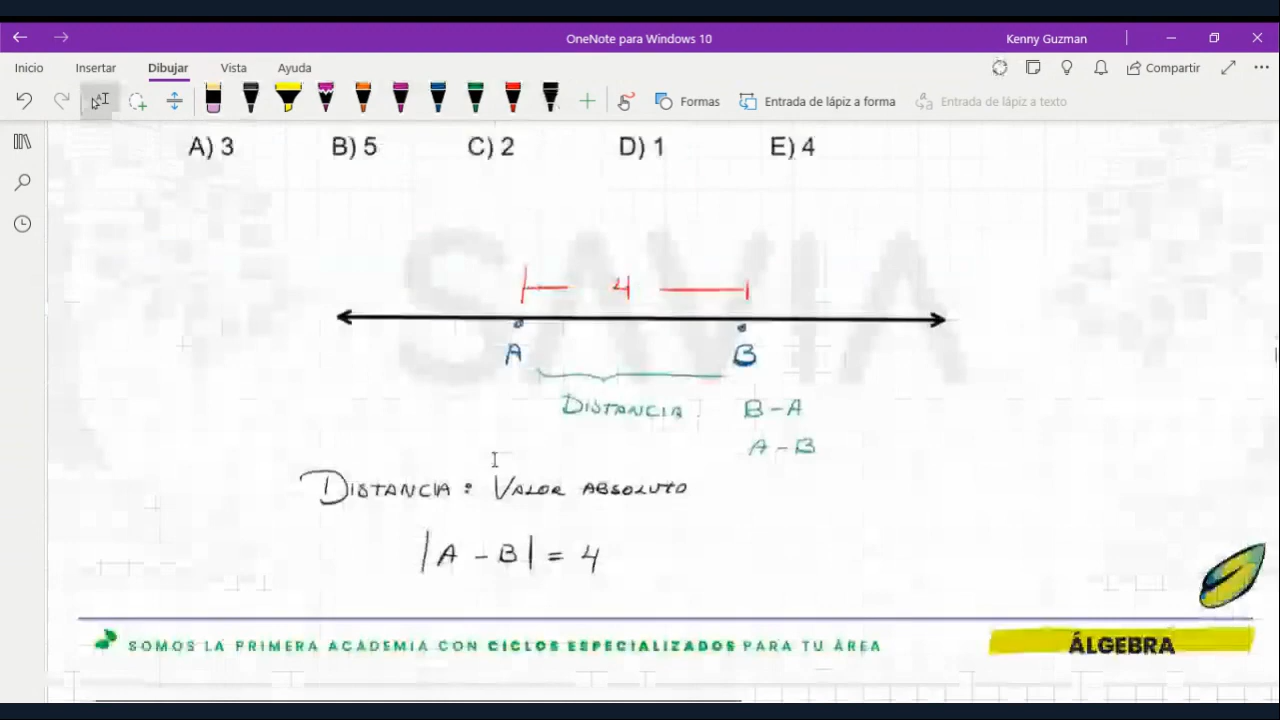 OneNote para Windows 10
Kenny Guzman
Inicio Insertar Dibujar Vista Ayuda
Compartir
Formas Entrada de lápiz a forma Entrada de lápiz a texto
A) 3 B) 5 C) 2 D) 1 E) 4
SAVIA
4
A B
DISTANCIA: B - A
A - B
DISTANCIA: VALOR ABSOLUTO
|A - B| = 4
SOMOS LA PRIMERA ACADEMIA CON CICLOS ESPECIALIZADOS PARA TU ÁREA
ÁLGEBRA